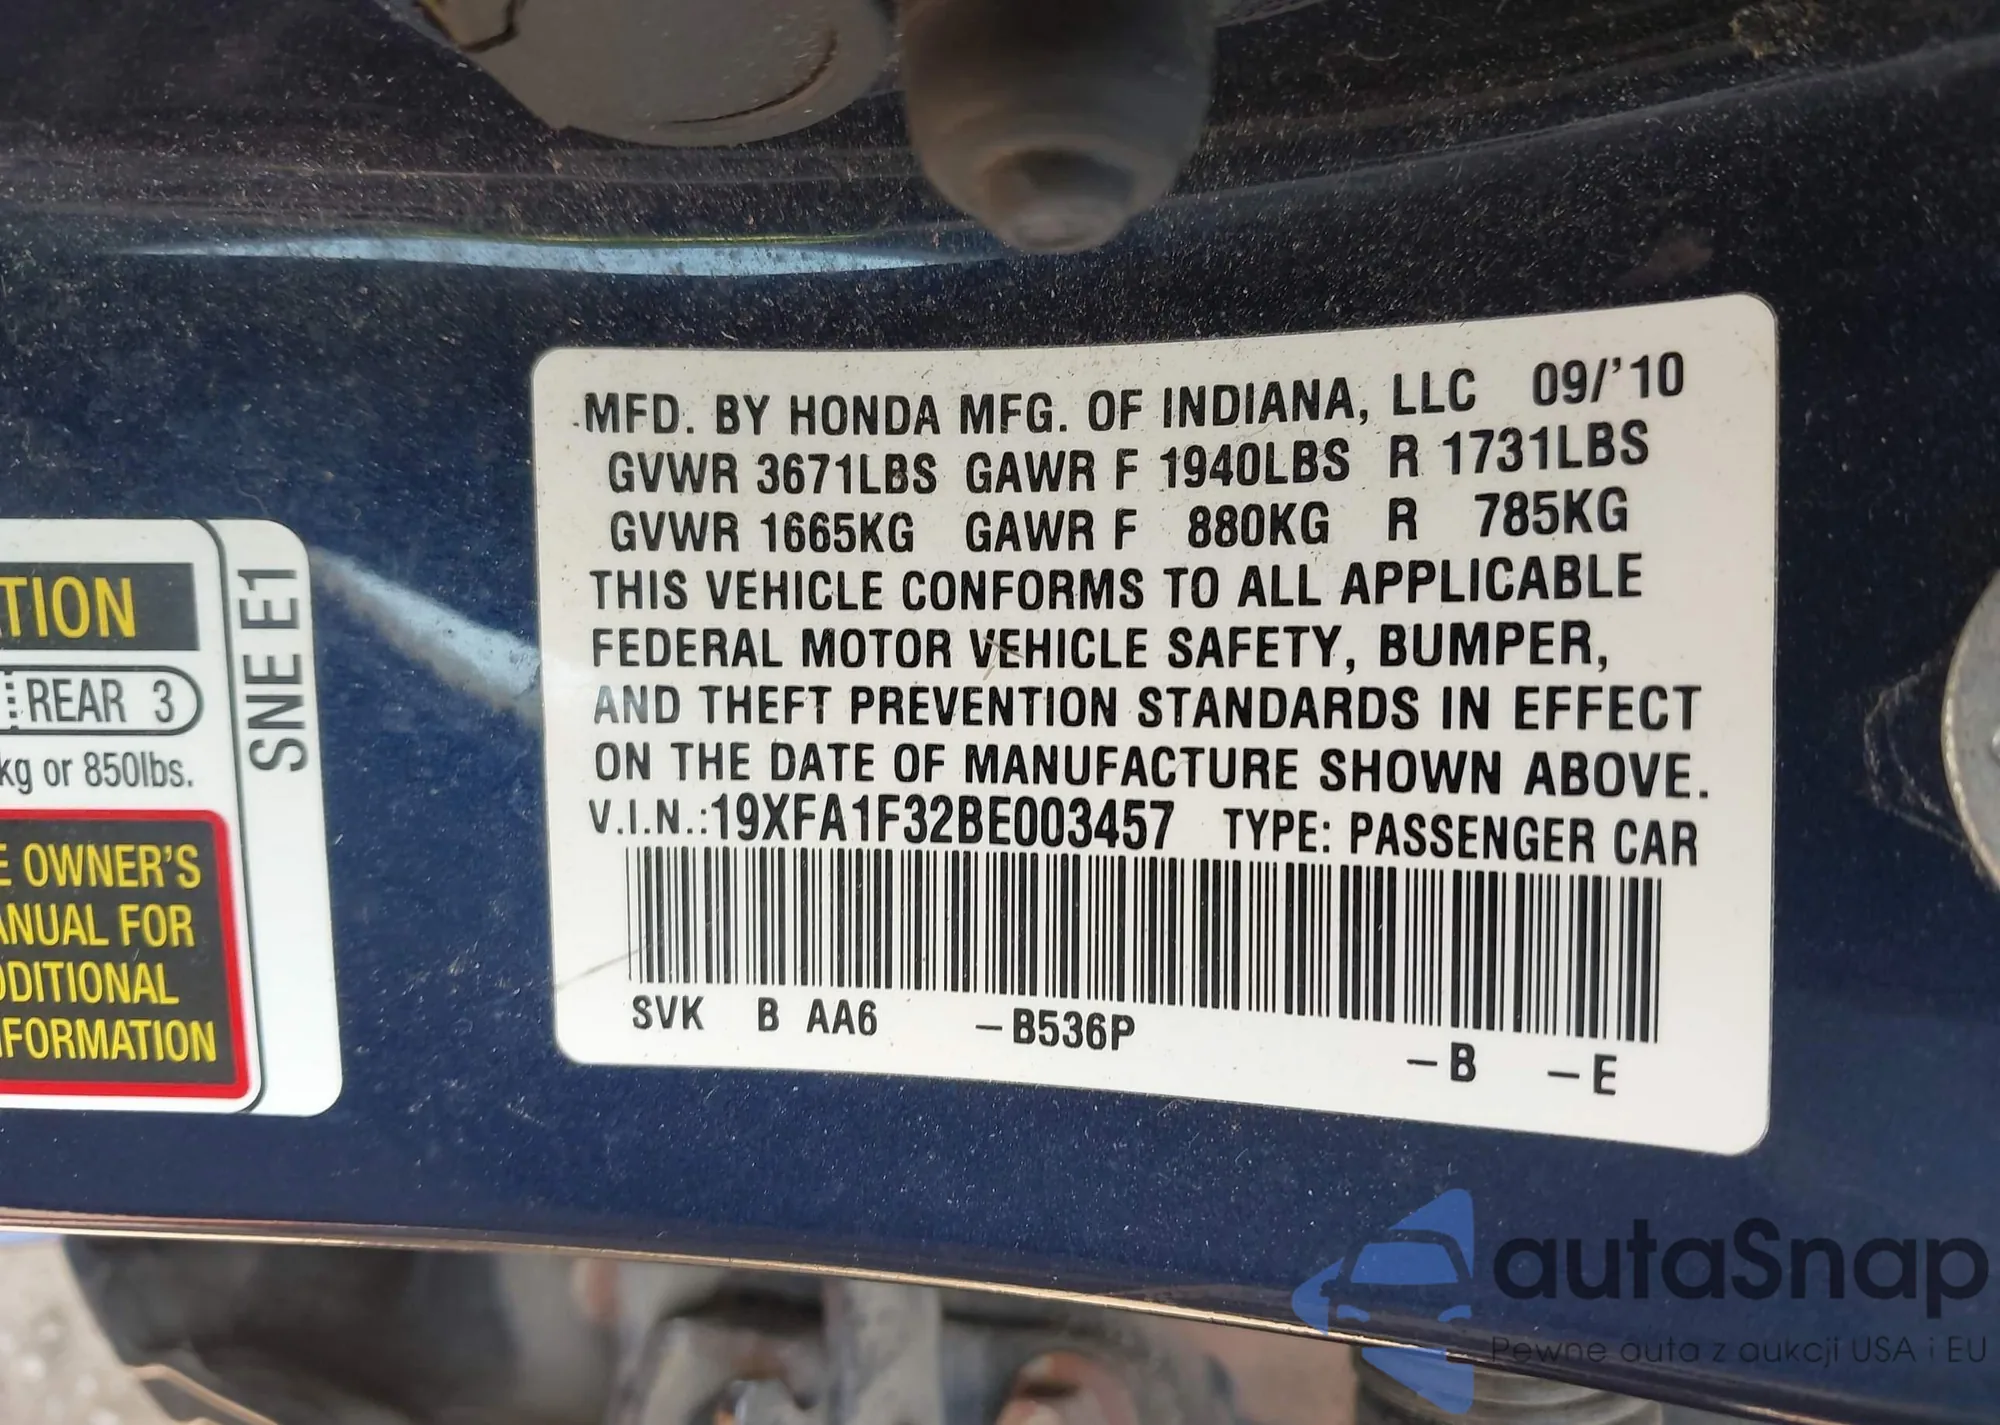 MFD. BY HONDA MFG. OF INDIANA, LLC 09/'10
GVWR 3671LBS GAWR F 1940LBS R 1731LBS
GVWR 1665KG GAWR F 880KG R 785KG
THIS VEHICLE CONFORMS TO ALL APPLICABLE
FEDERAL MOTOR VEHICLE SAFETY, BUMPER,
AND THEFT PREVENTION STANDARDS IN EFFECT
ON THE DATE OF MANUFACTURE SHOWN ABOVE.
V.I.N.:19XFA1F32BE003457 TYPE: PASSENGER CAR
SVK B AA6 -B536P -B -E
TION
REAR 3
kg or 850lbs.
E OWNER'S
ANUAL FOR
DDITIONAL
NFORMATION
SNE E1
autaSnap
Pewne auta z aukcji USA i EU